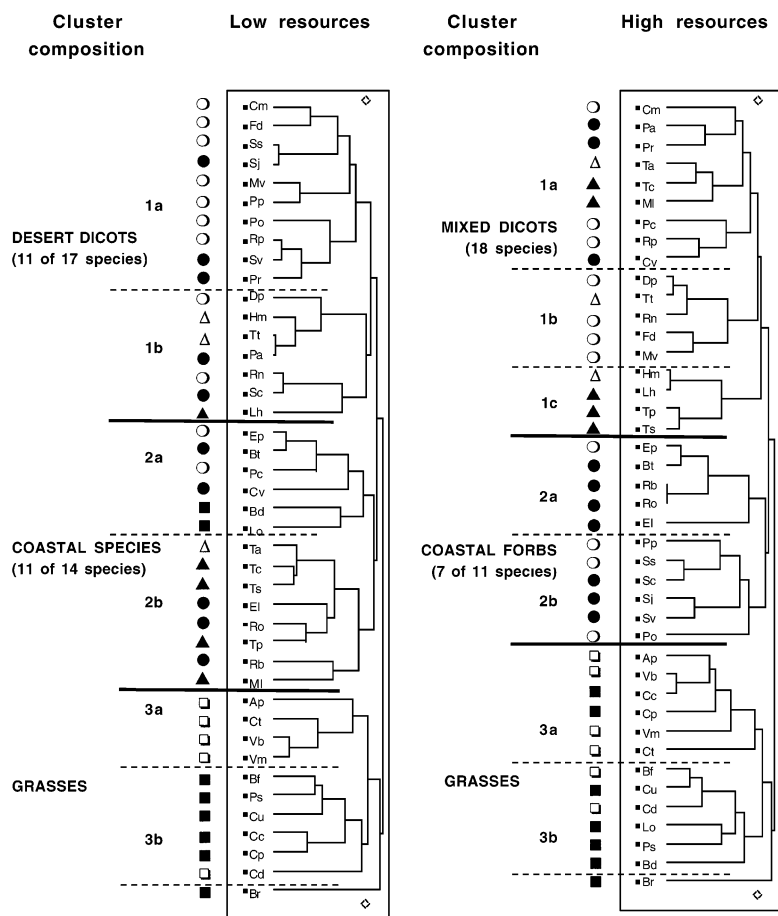 Cluster composition
Low resources
Cm
Fd
Ss
Sj
Mv
Pp
1a
Po
DESERT DICOTS
Rp
(11 of 17 species)
Sv
Pr
Dp
Hm
Tt
1b
Pa
Rn
Sc
Lh
Ep
2a
Bt
Pc
Cv
Bd
Lo
COASTAL SPECIES
Ta
(11 of 14 species)
Tc
Ts
2b
El
Ro
Tp
Rb
Ml
3a
Ap
Ct
Vb
Vm
GRASSES
Bf
Ps
Cu
3b
Cc
Cp
Cd
Br
Cluster composition
High resources
Cm
Pa
Pr
Ta
1a
Tc
Ml
MIXED DICOTS
Pc
(18 species)
Rp
Cv
Dp
Tt
1b
Rn
Fd
Mv
Hm
1c
Lh
Tp
Ts
Ep
Bt
2a
Rb
Ro
El
COASTAL FORBS
Pp
(7 of 11 species)
Ss
Sc
2b
Sj
Sv
Po
Ap
Vb
Cc
3a
Cp
Vm
Ct
GRASSES
Bf
Cu
Cd
3b
Lo
Ps
Bd
Br